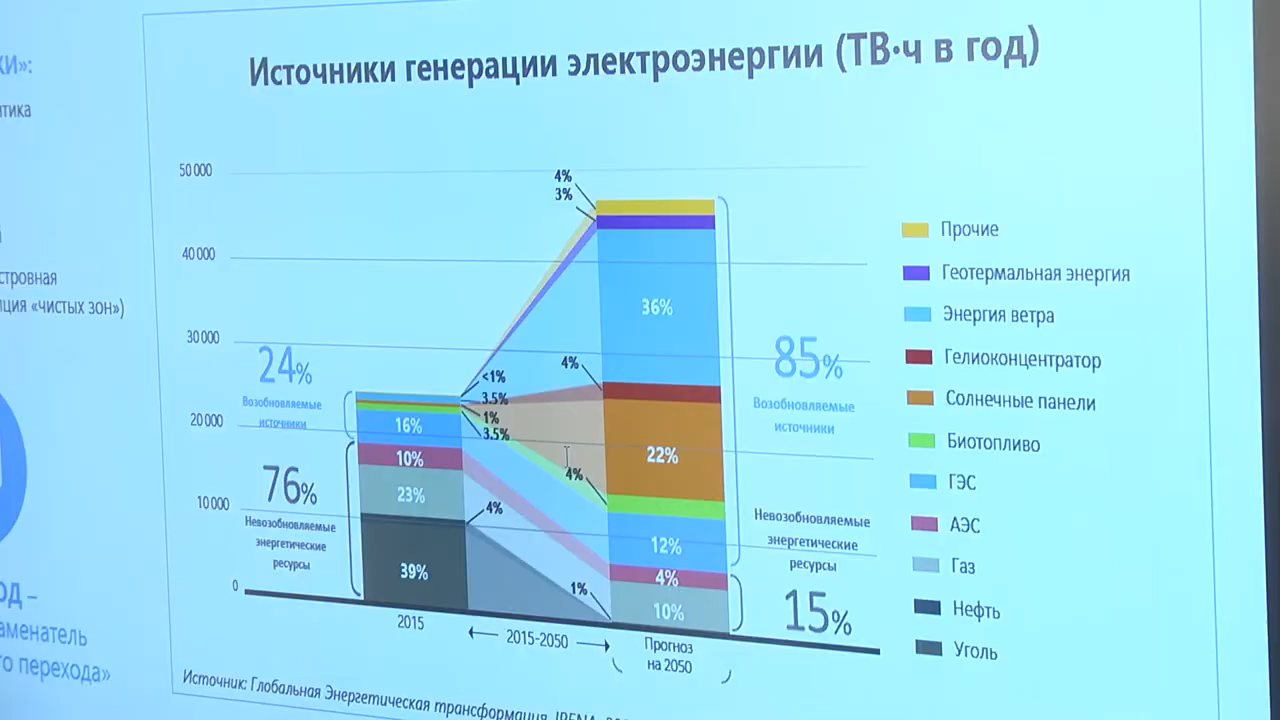 Источники генерации электроэнергии (ТВ·ч в год)
КИ»:
стровная
«чистых зон»)
ОД –
аменатель
о перехода»
50 000
40 000
30 000
20 000
10 000
0
24%
Возобновляемые
источники
76%
Невозобновляемые
энергетические
ресурсы
16%
10%
23%
39%
4%
3%
<1%
3.5%
1%
3.5%
4%
4%
4%
1%
36%
22%
12%
4%
10%
85%
Возобновляемые
источники
Невозобновляемые
энергетические
ресурсы
15%
2015
2015-2050
Прогноз
на 2050
Прочие
Геотермальная энергия
Энергия ветра
Гелиоконцентратор
Солнечные панели
Биотопливо
ГЭС
АЭС
Газ
Нефть
Уголь
Источник: Глобальная Энергетическая трансформация, IRENA,